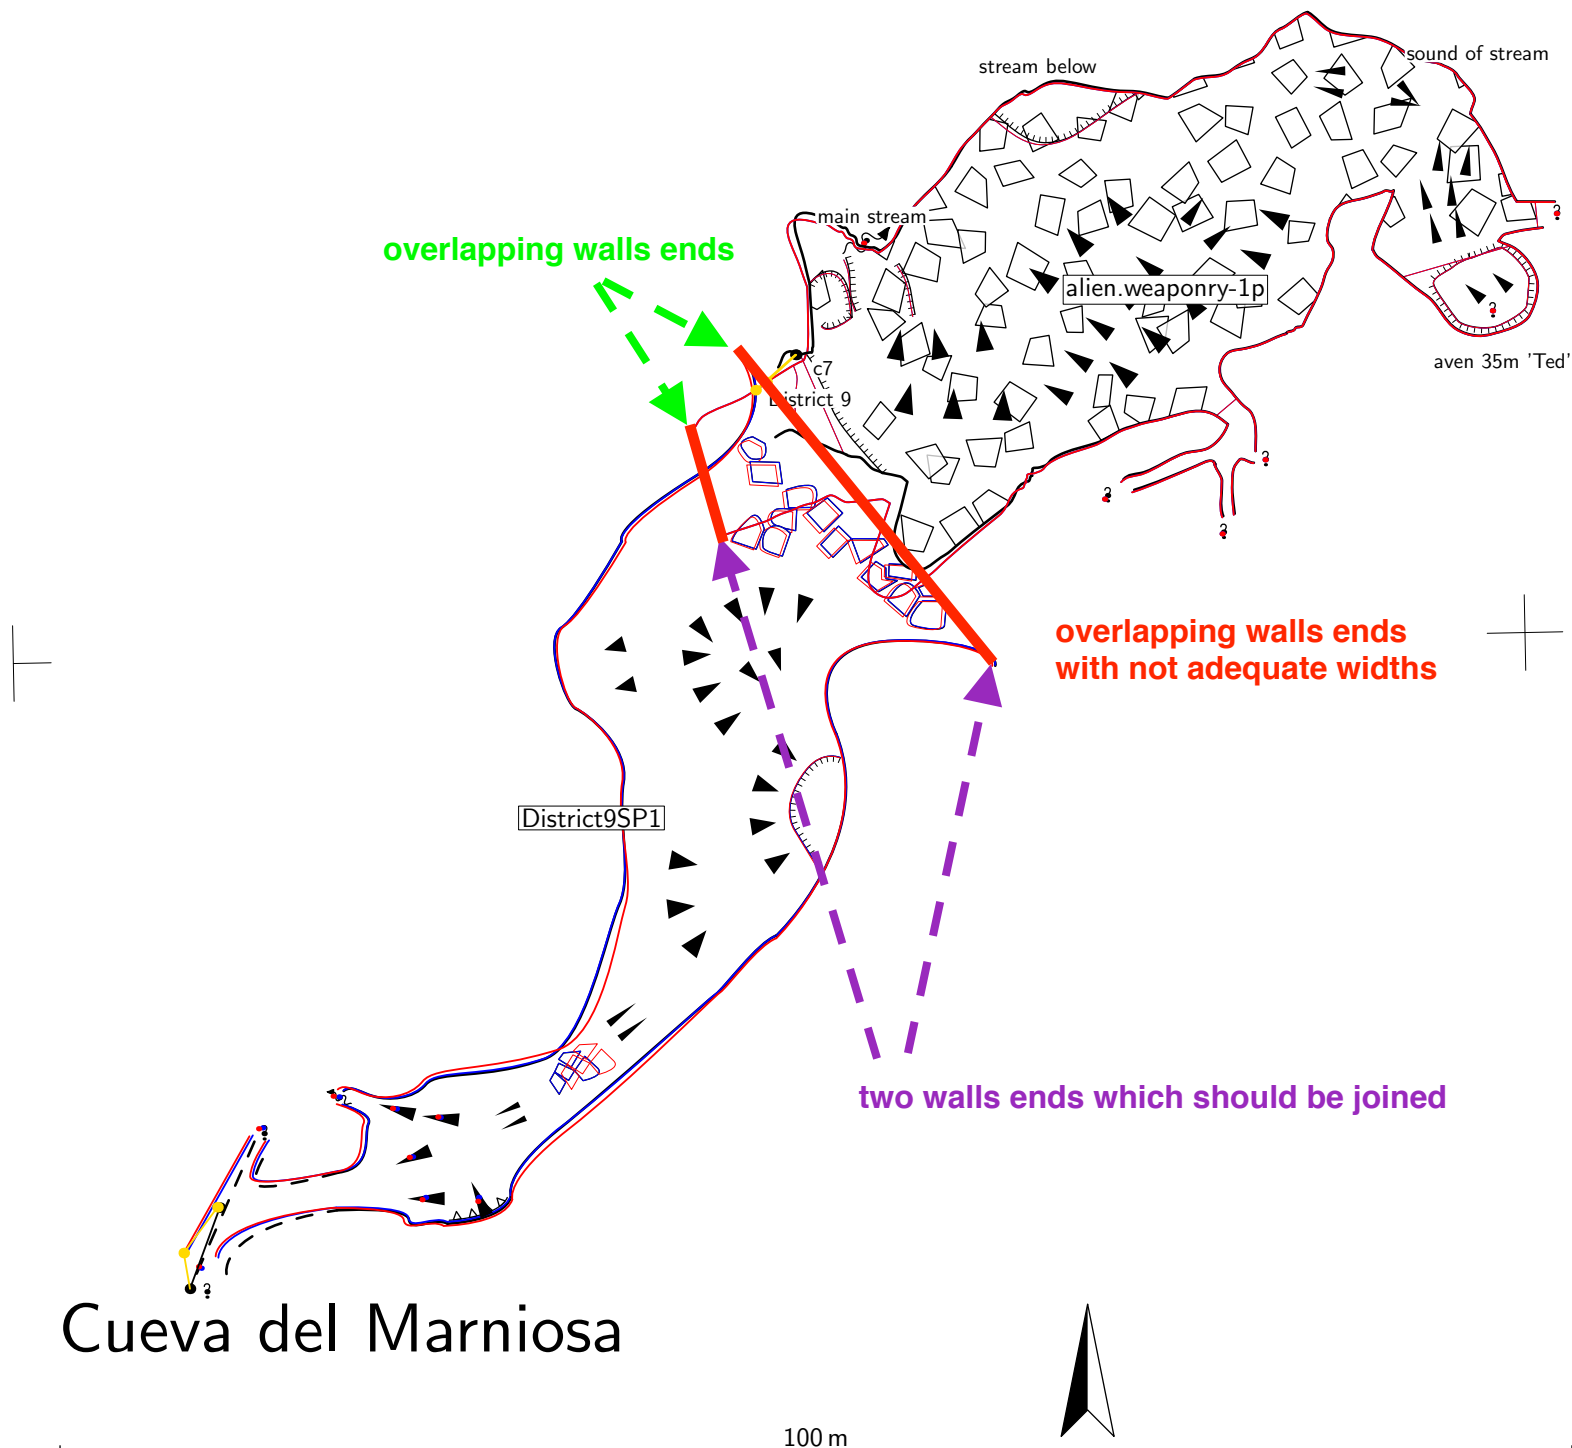 sound of stream
stream below
main stream
overlapping walls ends
alien.weaponry-1p
aven 35m 'Ted'
c7
District 9
overlapping walls ends
with not adequate widths
District9SP1
two walls ends which should be joined
Cueva del Marniosa
100 m